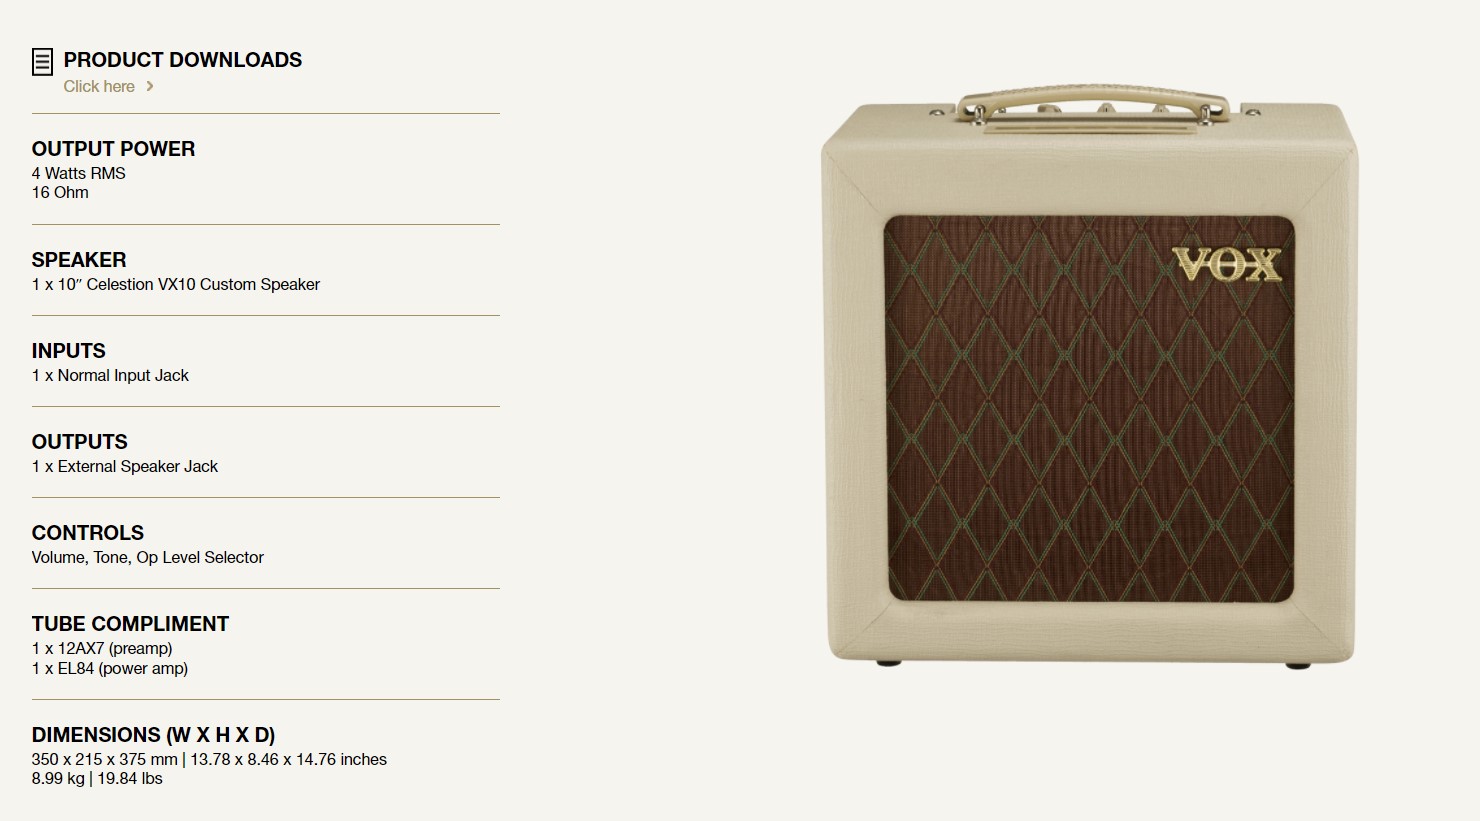 PRODUCT DOWNLOADS
Click here
OUTPUT POWER
4 Watts RMS
16 Ohm
SPEAKER
1 x 10″ Celestion VX10 Custom Speaker
INPUTS
1 x Normal Input Jack
OUTPUTS
1 x External Speaker Jack
CONTROLS
Volume, Tone, Op Level Selector
TUBE COMPLIMENT
1 x 12AX7 (preamp)
1 x EL84 (power amp)
DIMENSIONS (W X H X D)
350 x 215 x 375 mm | 13.78 x 8.46 x 14.76 inches
8.99 kg | 19.84 lbs
VOX